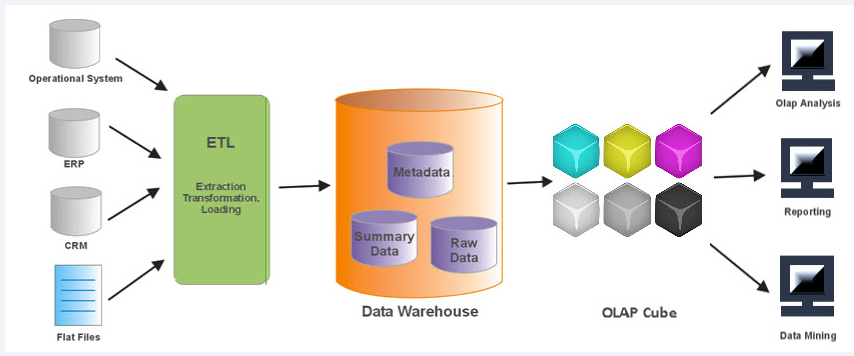 Operational System
ERP
CRM
Flat Files
ETL
Extraction
Transformation,
Loading
Metadata
Summary
Data
Raw
Data
Data Warehouse
OLAP Cube
Olap Analysis
Reporting
Data Mining